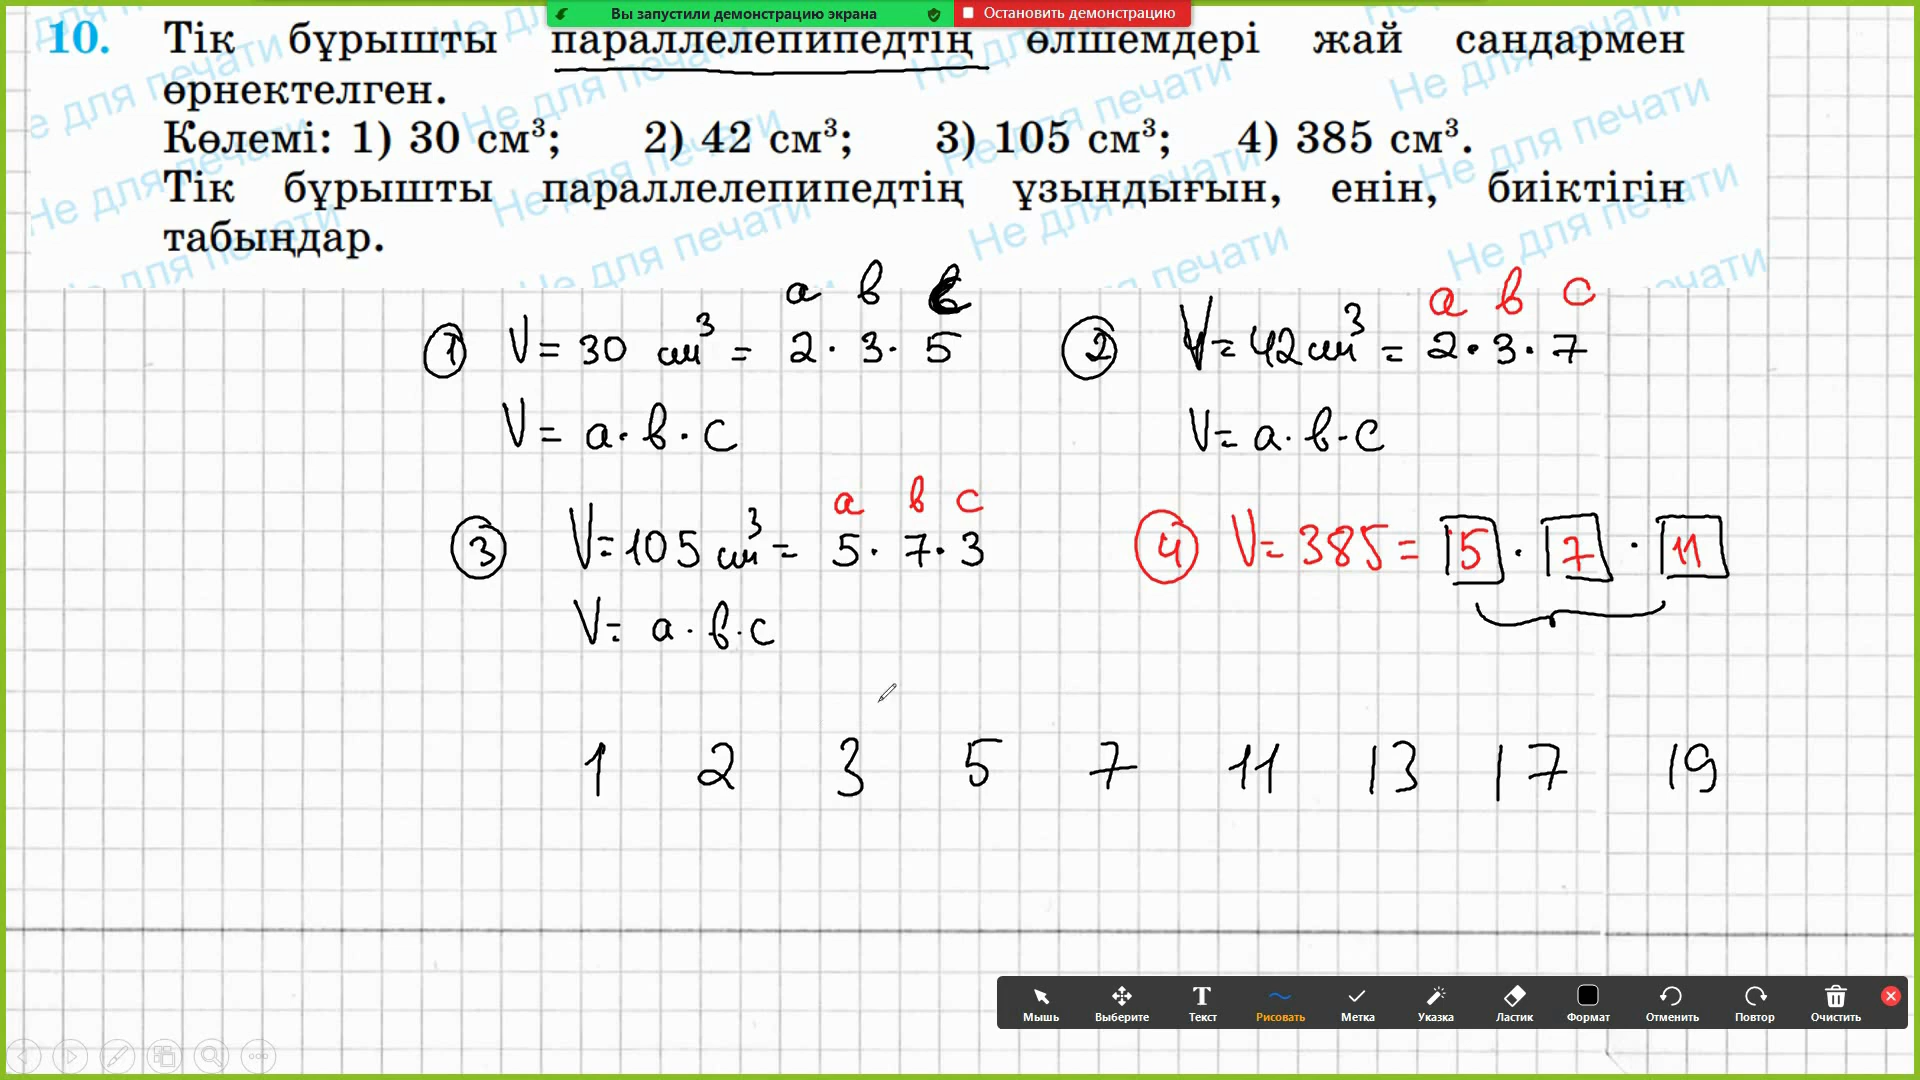 Вы запустили демонстрацию экрана
Остановить демонстрацию
10. Тік бұрышты параллелепипедтің өлшемдері жай сандармен
өрнектелген.
Көлемі: 1) 30 см³; 2) 42 см³; 3) 105 см³; 4) 385 см³.
Тік бұрышты параллелепипедтің ұзындығын, енін, биіктігін
табыңдар.
Не для печати
a в c
1 V = 30 см³ = 2 · 3 · 5
V = a · в · c
a в c
2 V = 42 см³ = 2 · 3 · 7
V = a · в · c
a в c
3 V = 105 см³ = 5 · 7 · 3
V = a · в · c
4 V = 385 = 5 · 7 · 11
1 2 3 5 7 11 13 17 19
Мышь Выберите Текст Рисовать Метка Указка Ластик Формат Отменить Повтор Очистить